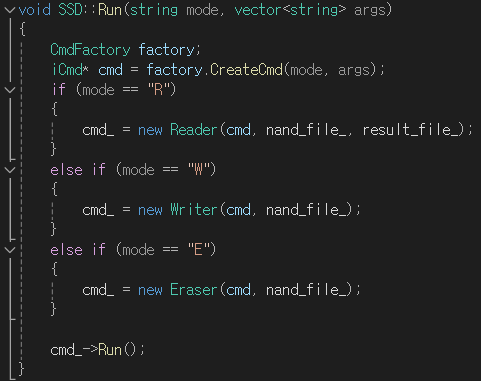 void SSD::Run(string mode, vector<string> args)
{
    CmdFactory factory;
    iCmd* cmd = factory.CreateCmd(mode, args);
    if (mode == "R")
    {
        cmd_ = new Reader(cmd, nand_file_, result_file_);
    }
    else if (mode == "W")
    {
        cmd_ = new Writer(cmd, nand_file_);
    }
    else if (mode == "E")
    {
        cmd_ = new Eraser(cmd, nand_file_);
    }

    cmd_->Run();
}